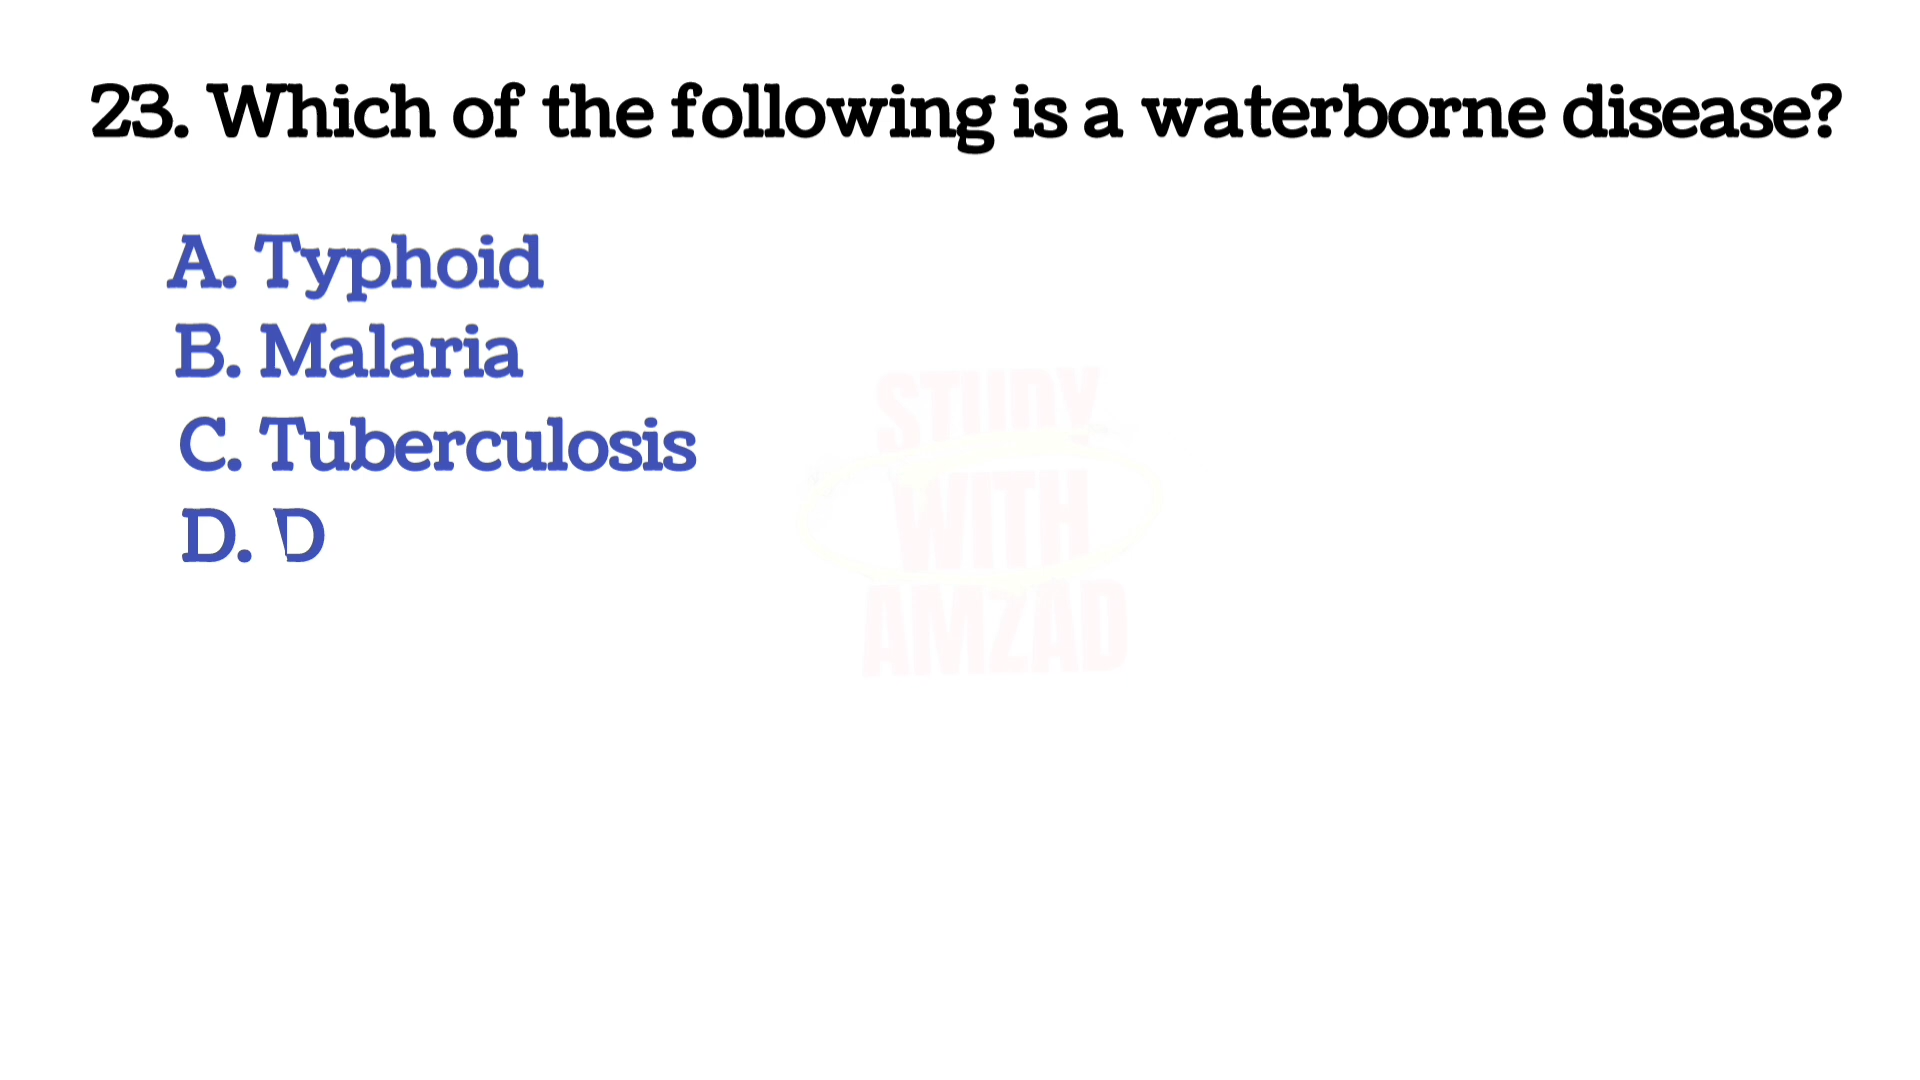 23. Which of the following is a waterborne disease?
A. Typhoid
B. Malaria
C. Tuberculosis
D. D
STUDY
WITH
AMZAD